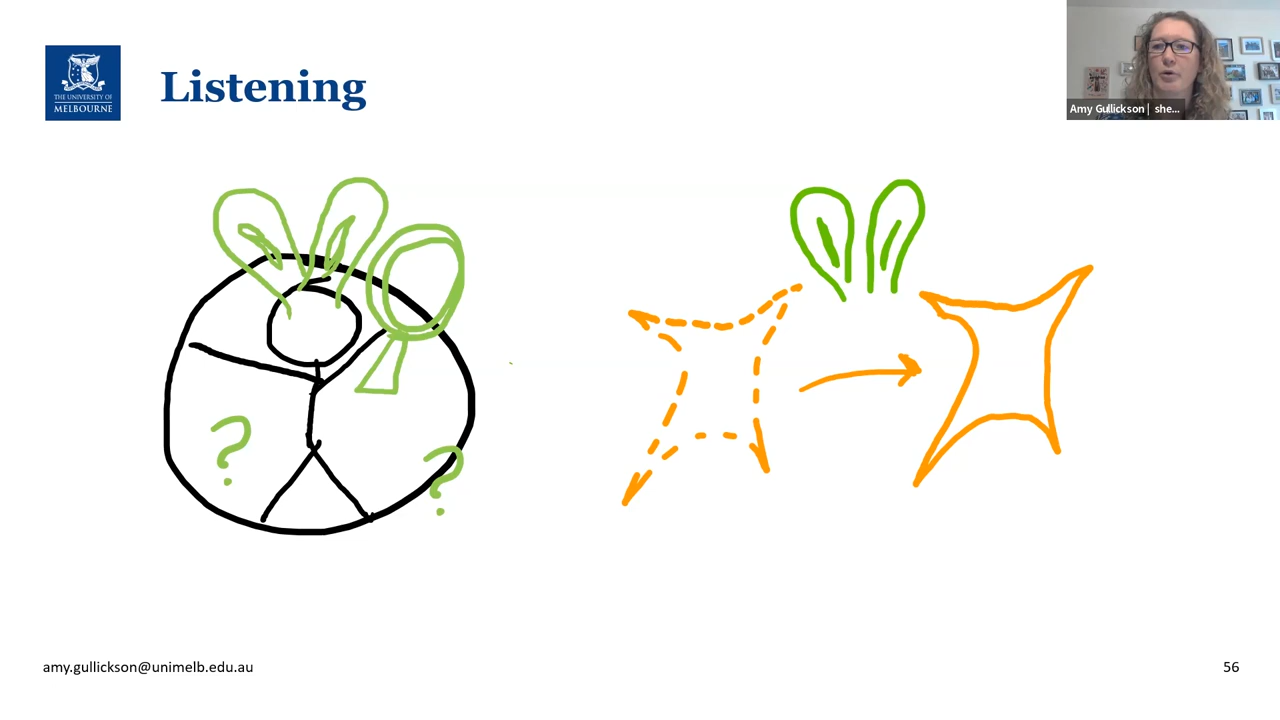 THE UNIVERSITY OF
MELBOURNE
Listening
Amy Gullickson | she...
?
?
amy.gullickson@unimelb.edu.au
56